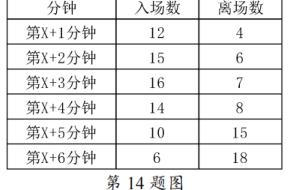 分钟 入场数 离场数
第X+1分钟 12 4
第X+2分钟 15 6
第X+3分钟 16 7
第X+4分钟 14 8
第X+5分钟 10 15
第X+6分钟 6 18
第 14 题图